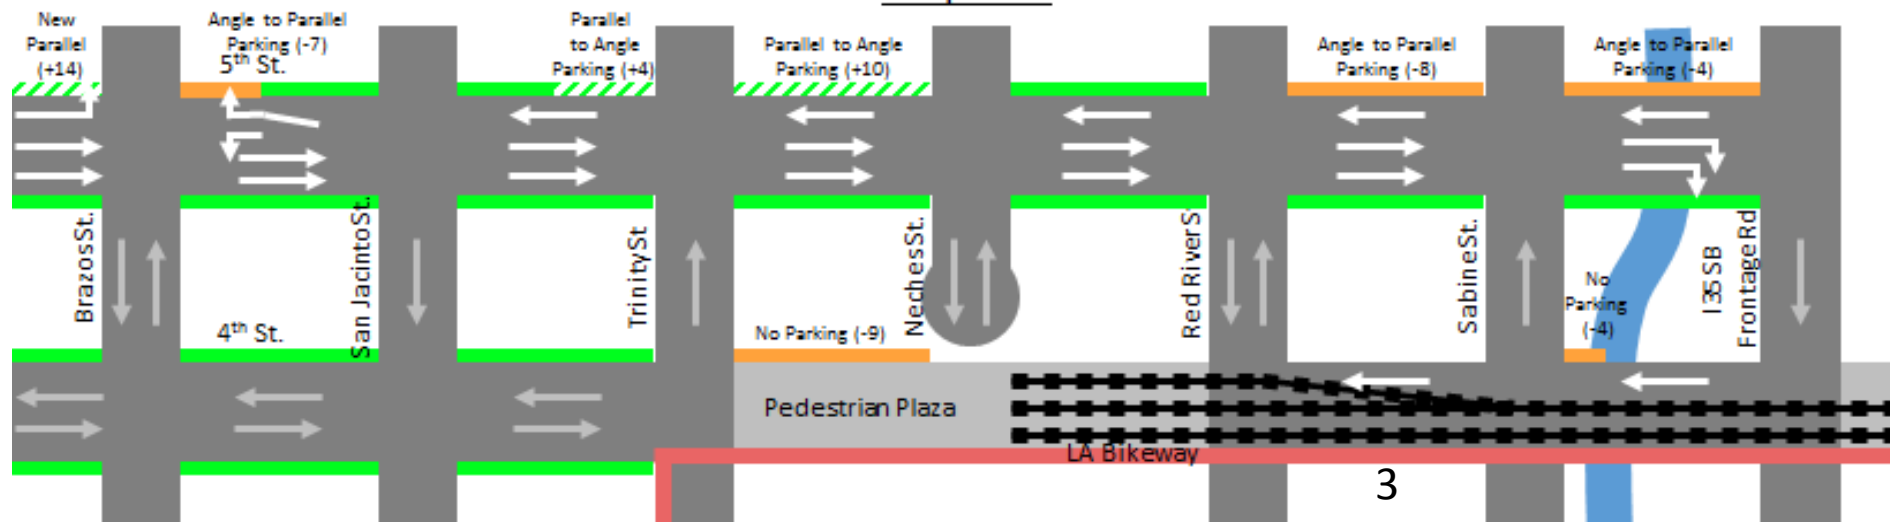 New
Parallel
(+14)
Angle to Parallel
Parking (-7)
5th St.
Parallel
to Angle
Parking (+4)
Parallel to Angle
Parking (+10)
Angle to Parallel
Parking (-8)
Angle to Parallel
Parking (-4)
Brazos St.
San Jacinto St.
Trinity St
Neches St.
Red River S
Sabine St.
I 35 SB
Frontage Rd
4th St.
No Parking (-9)
No
Parking
(-4)
Pedestrian Plaza
LA Bikeway
3